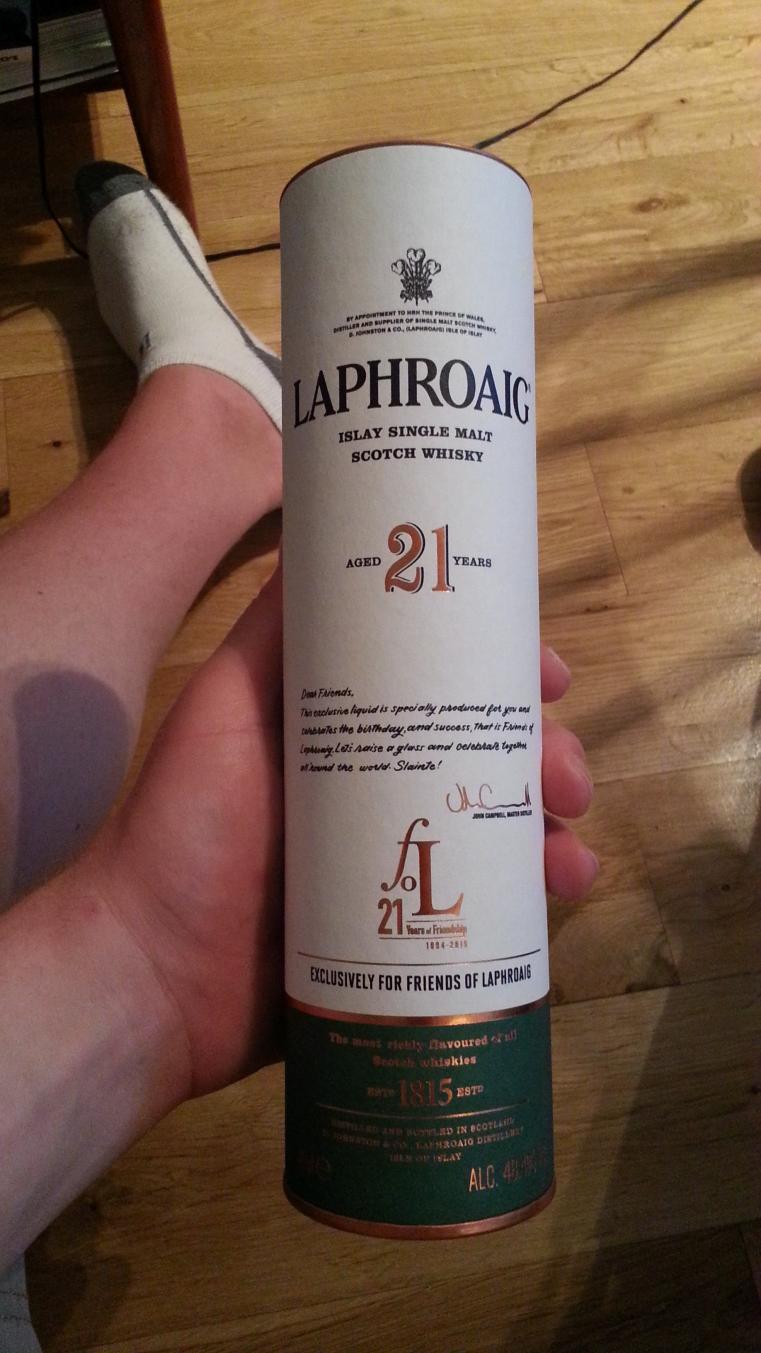 BY APPOINTMENT TO HRH THE PRINCE OF WALES,
DISTILLER AND SUPPLIER OF SINGLE MALT SCOTCH WHISKY,
D. JOHNSTON & CO., (LAPHROAIG) ISLE OF ISLAY
LAPHROAIG
ISLAY SINGLE MALT
SCOTCH WHISKY
AGED 21 YEARS
Dear Friends,
This exclusive liquid is specially produced for you and
celebrates the birthday, and success, that is Friends of
Laphroaig. Let's raise a glass and celebrate together
all round the world. Slainte!
JOHN CAMPBELL, MASTER DISTILLER
foL
21 Years of Friendship
1994-2015
EXCLUSIVELY FOR FRIENDS OF LAPHROAIG
The most richly flavoured of all
Scotch whiskies
ESTD 1815 ESTD
DISTILLED AND BOTTLED IN SCOTLAND
D. JOHNSTON & CO., LAPHROAIG DISTILLERY
ISLE OF ISLAY
ALC.